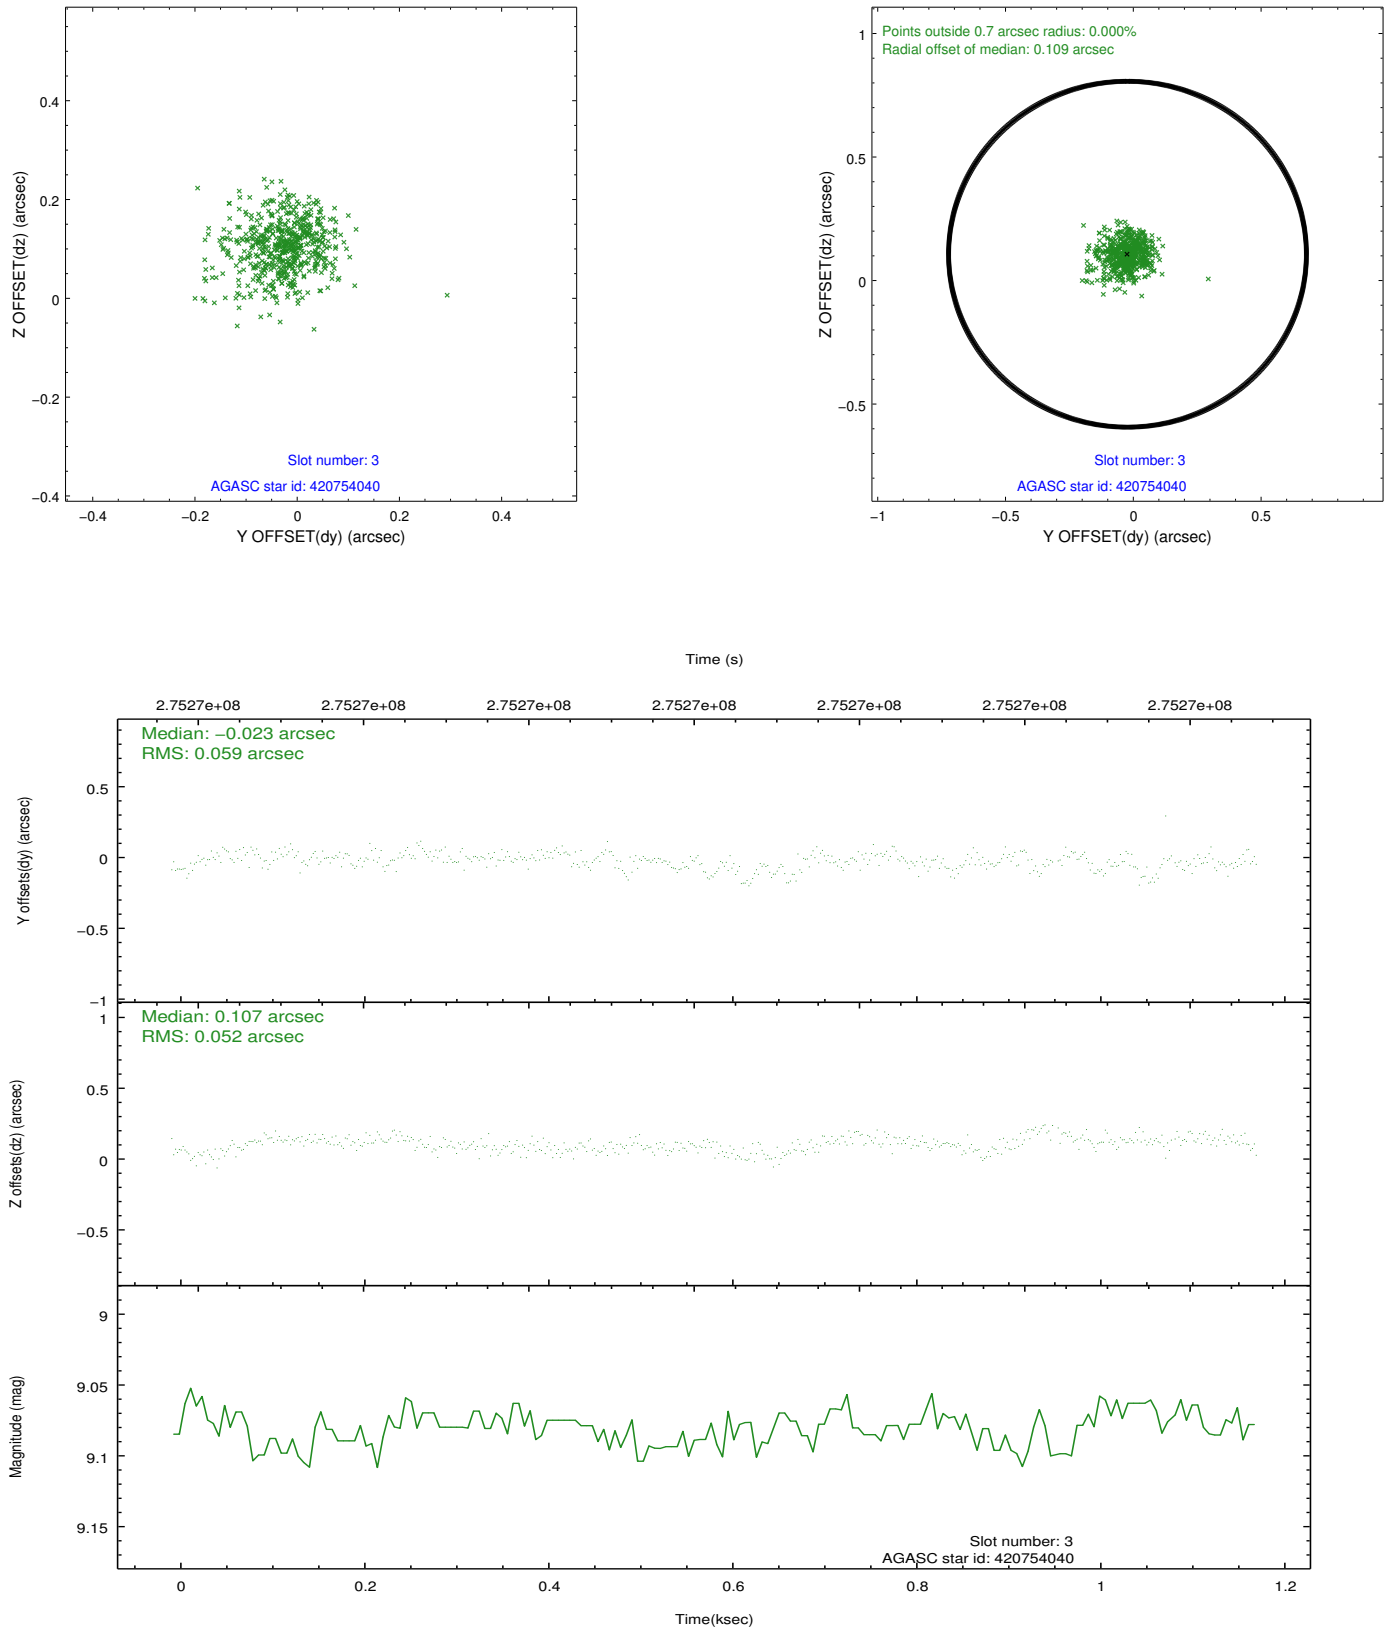 0.4
0.2
0
−0.2
−0.4
Z OFFSET(dz) (arcsec)
Slot number: 3
AGASC star id: 420754040
−0.4 −0.2 0 0.2 0.4
Y OFFSET(dy) (arcsec)
Points outside 0.7 arcsec radius: 0.000%
Radial offset of median: 0.109 arcsec
1
0.5
0
−0.5
Z OFFSET(dz) (arcsec)
Slot number: 3
AGASC star id: 420754040
−1 −0.5 0 0.5
Y OFFSET(dy) (arcsec)
Time (s)
2.7527e+08 2.7527e+08 2.7527e+08 2.7527e+08 2.7527e+08 2.7527e+08 2.7527e+08
Median: −0.023 arcsec
RMS: 0.059 arcsec
0.5
0
−0.5
−1
Y offsets(dy) (arcsec)
Median: 0.107 arcsec
RMS: 0.052 arcsec
1
0.5
0
−0.5
Z offsets(dz) (arcsec)
9
9.05
9.1
9.15
Magnitude (mag)
Slot number: 3
AGASC star id: 420754040
0 0.2 0.4 0.6 0.8 1 1.2
Time(ksec)